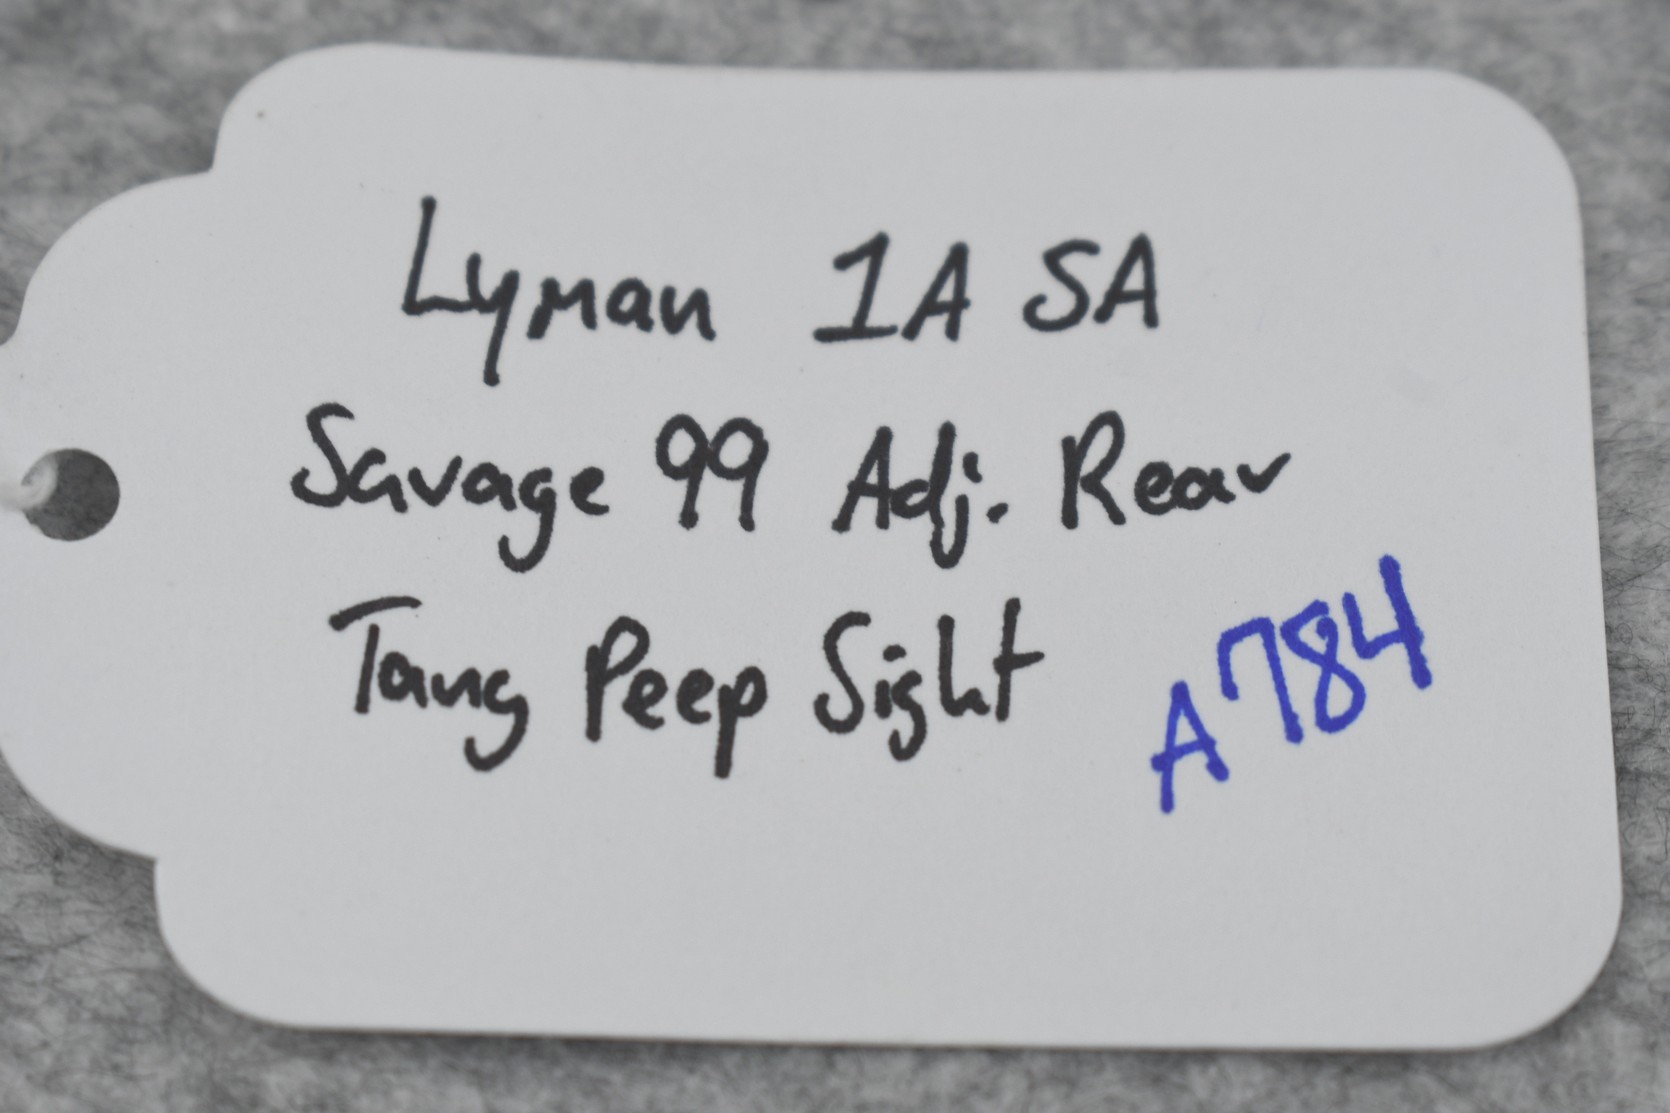 Lyman 1A SA
Savage 99 Adj. Rear
Tang Peep Sight
A784